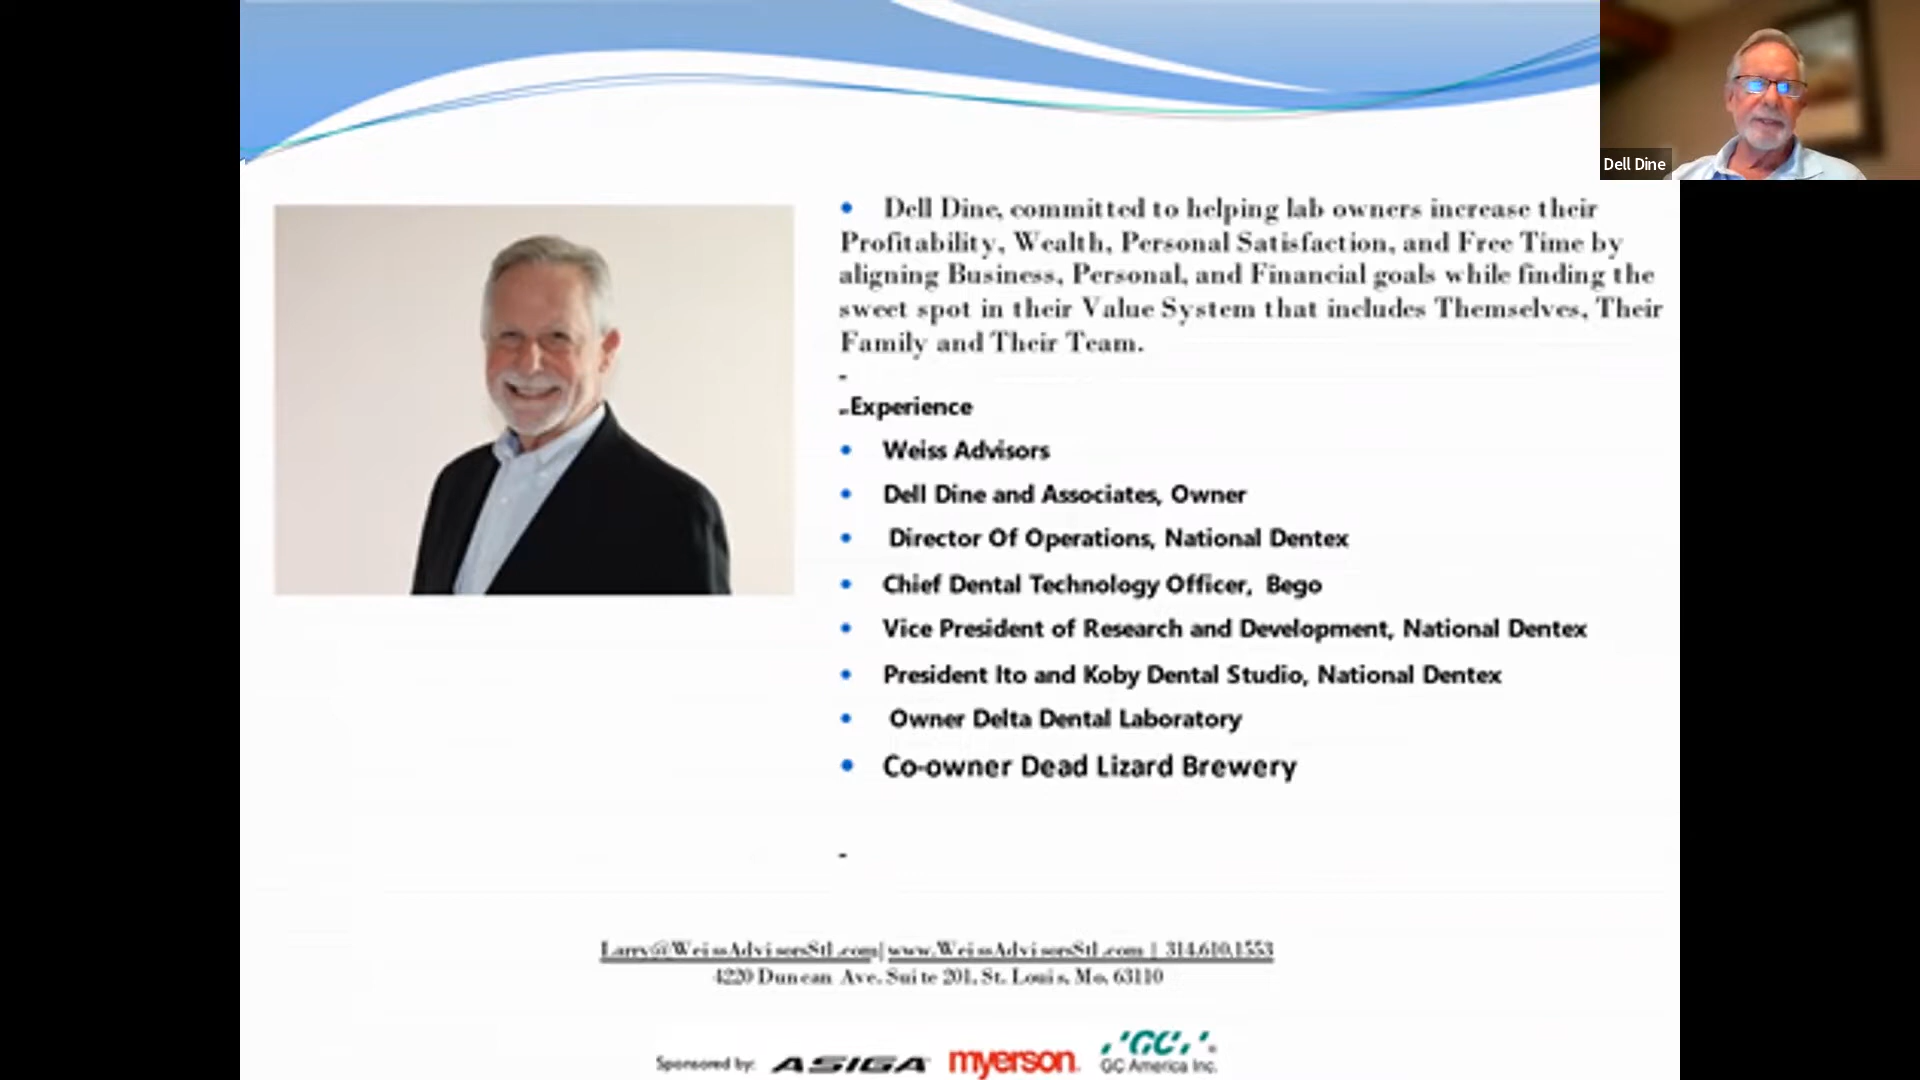 Dell Dine
• Dell Dine, committed to helping lab owners increase their
Profitability, Wealth, Personal Satisfaction, and Free Time by
aligning Business, Personal, and Financial goals while finding the
sweet spot in their Value System that includes Themselves, Their
Family and Their Team.
-
-Experience
• Weiss Advisors
• Dell Dine and Associates, Owner
• Director Of Operations, National Dentex
• Chief Dental Technology Officer, Bego
• Vice President of Research and Development, National Dentex
• President Ito and Koby Dental Studio, National Dentex
• Owner Delta Dental Laboratory
• Co-owner Dead Lizard Brewery
-
Larry@WeissAdvisorsStl.com| www.WeissAdvisorsStl.com | 314.610.1553
4220 Duncan Ave. Suite 201, St. Louis, Mo. 63110
Sponsored by: ASIGA myerson. GC GC America Inc.